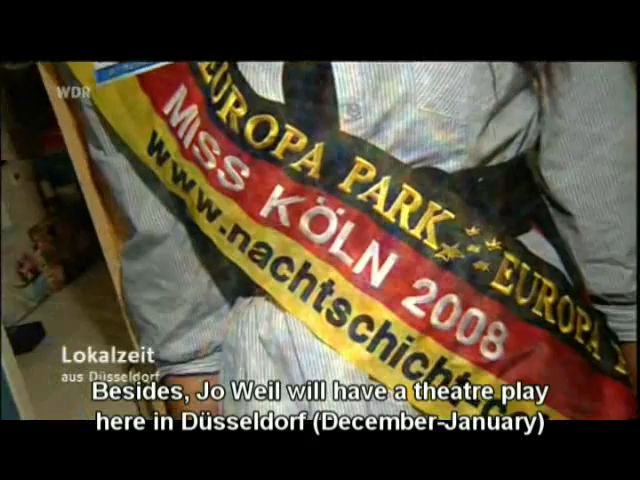 WDR
EUROPA PARK EUROPA
MISS KÖLN 2008
www.nachtschicht
Lokalzeit
aus Düsseldorf
Besides, Jo Weil will have a theatre play
here in Düsseldorf (December-January)